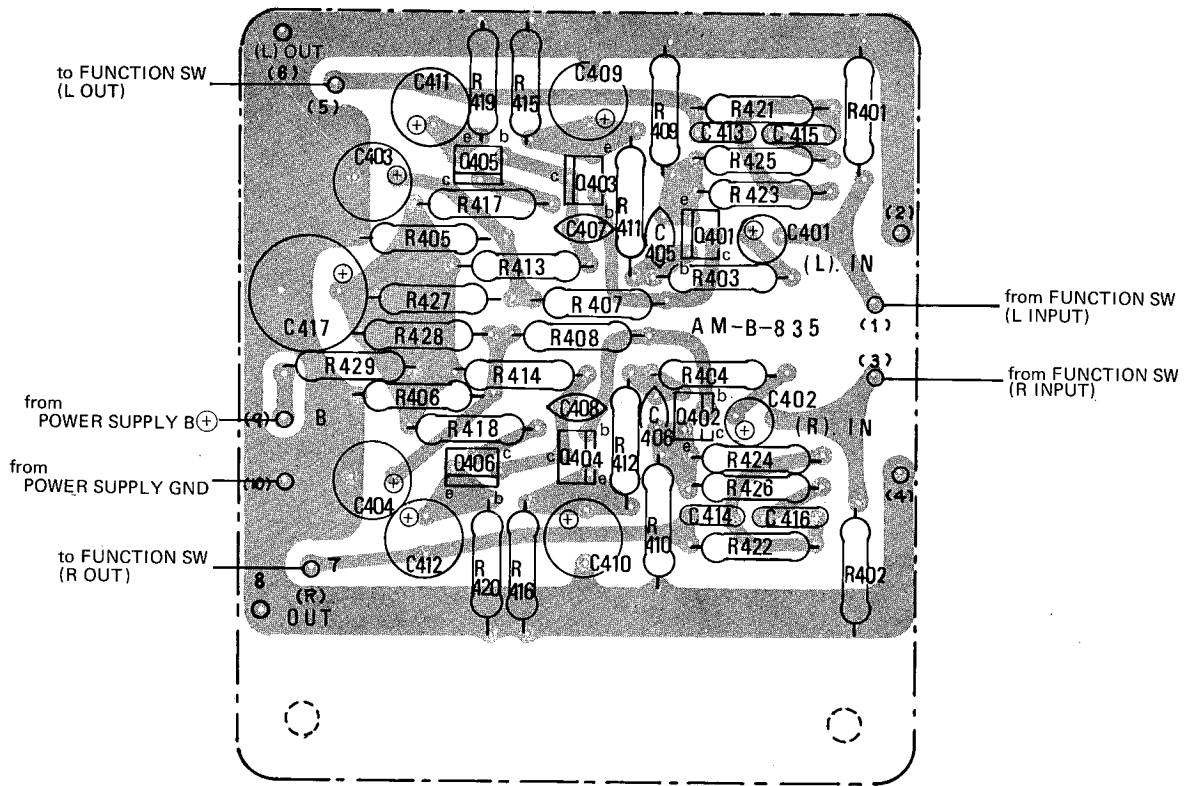 (L) OUT
(6)
to FUNCTION SW
(L OUT)
(5)
C411
R
419
R
415
C409
R
409
R421
C413
C415
R401
R425
R423
C403
e
b
Q405
c
e
c
Q403
b
R417
R
411
C407
C
405
e
Q401
b
c
C401
(2)
R405
(L). IN
R413
R403
R427
R407
from FUNCTION SW
(L INPUT)
(1)
C417
R428
R408
AM-B-835
(3)
R429
R414
R404
from FUNCTION SW
(R INPUT)
R406
from
POWER SUPPLY B⊕
(9)
B
C408
R418
b
c
Q404
e
R
412
C
406
b
Q402
c
e
C402
(R) IN
from
POWER SUPPLY GND
(10)
Q406
c
e
b
R424
R426
(4)
C404
C412
R
420
R
416
C410
R
410
C414
C416
R422
R402
to FUNCTION SW
(R OUT)
7
8
(R)
OUT